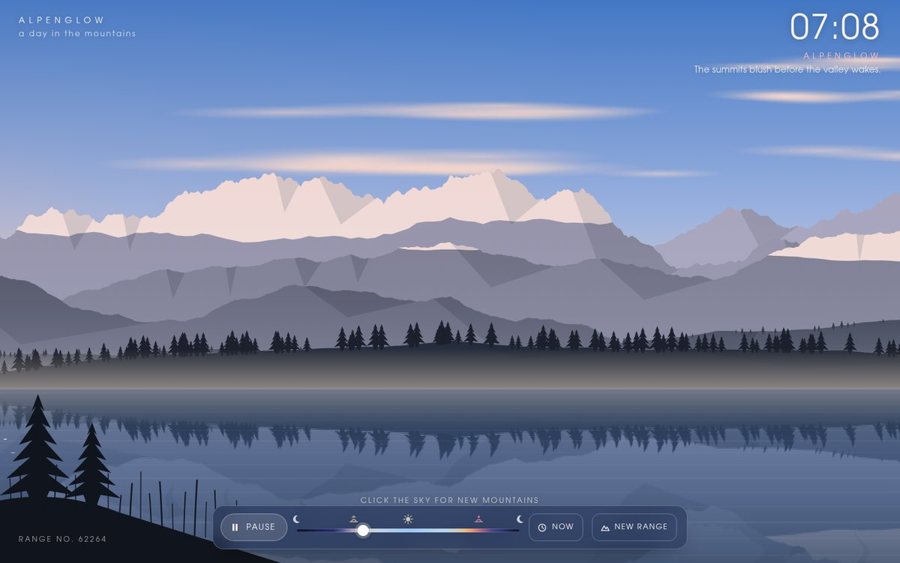 ALPENGLOW
a day in the mountains
07:08
ALPENGLOW
The summits blush before the valley wakes.
CLICK THE SKY FOR NEW MOUNTAINS
PAUSE
NOW
NEW RANGE
RANGE NO. 62264